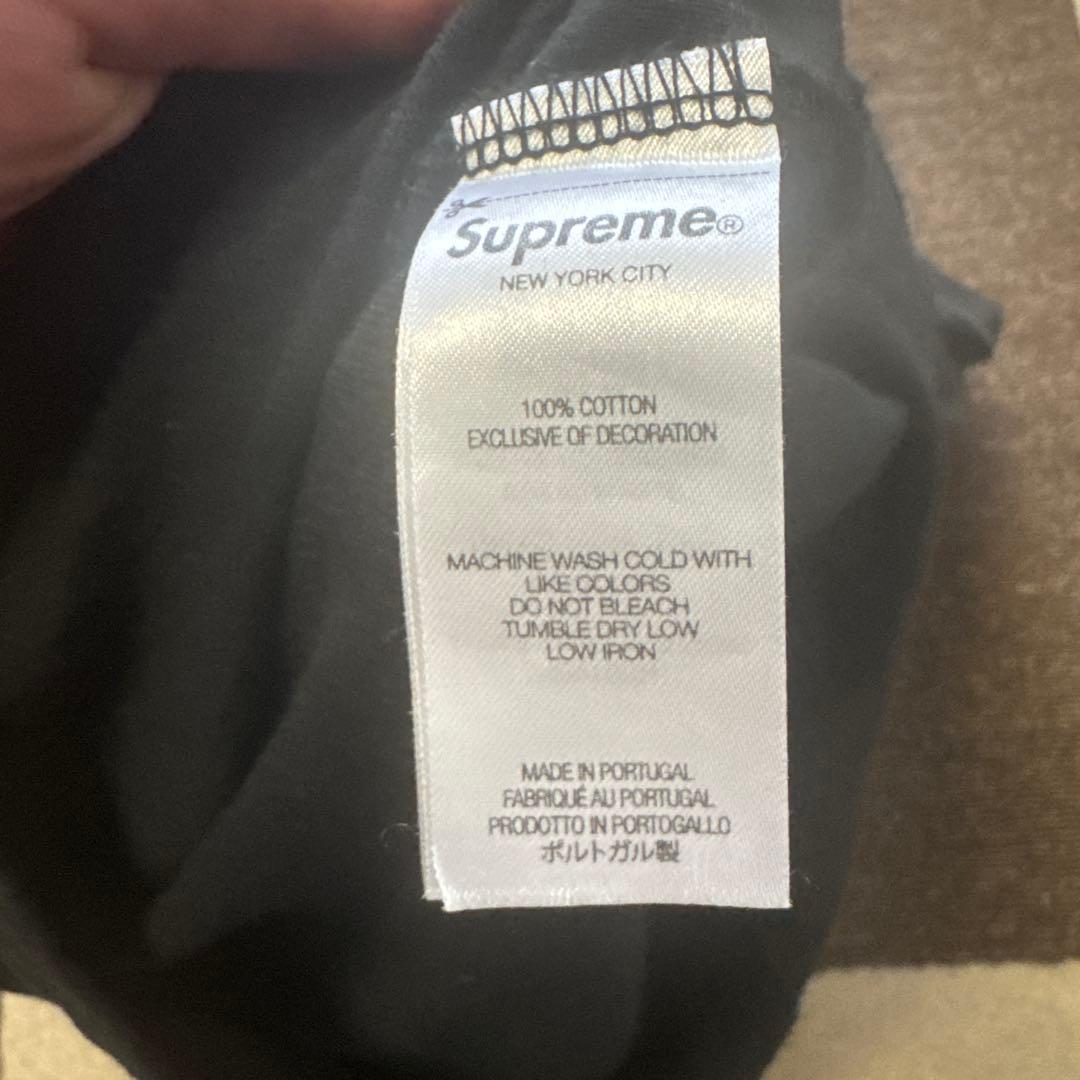 Supreme®
NEW YORK CITY
100% COTTON
EXCLUSIVE OF DECORATION
MACHINE WASH COLD WITH
LIKE COLORS
DO NOT BLEACH
TUMBLE DRY LOW
LOW IRON
MADE IN PORTUGAL
FABRIQUÉ AU PORTUGAL
PRODOTTO IN PORTOGALLO
ポルトガル製